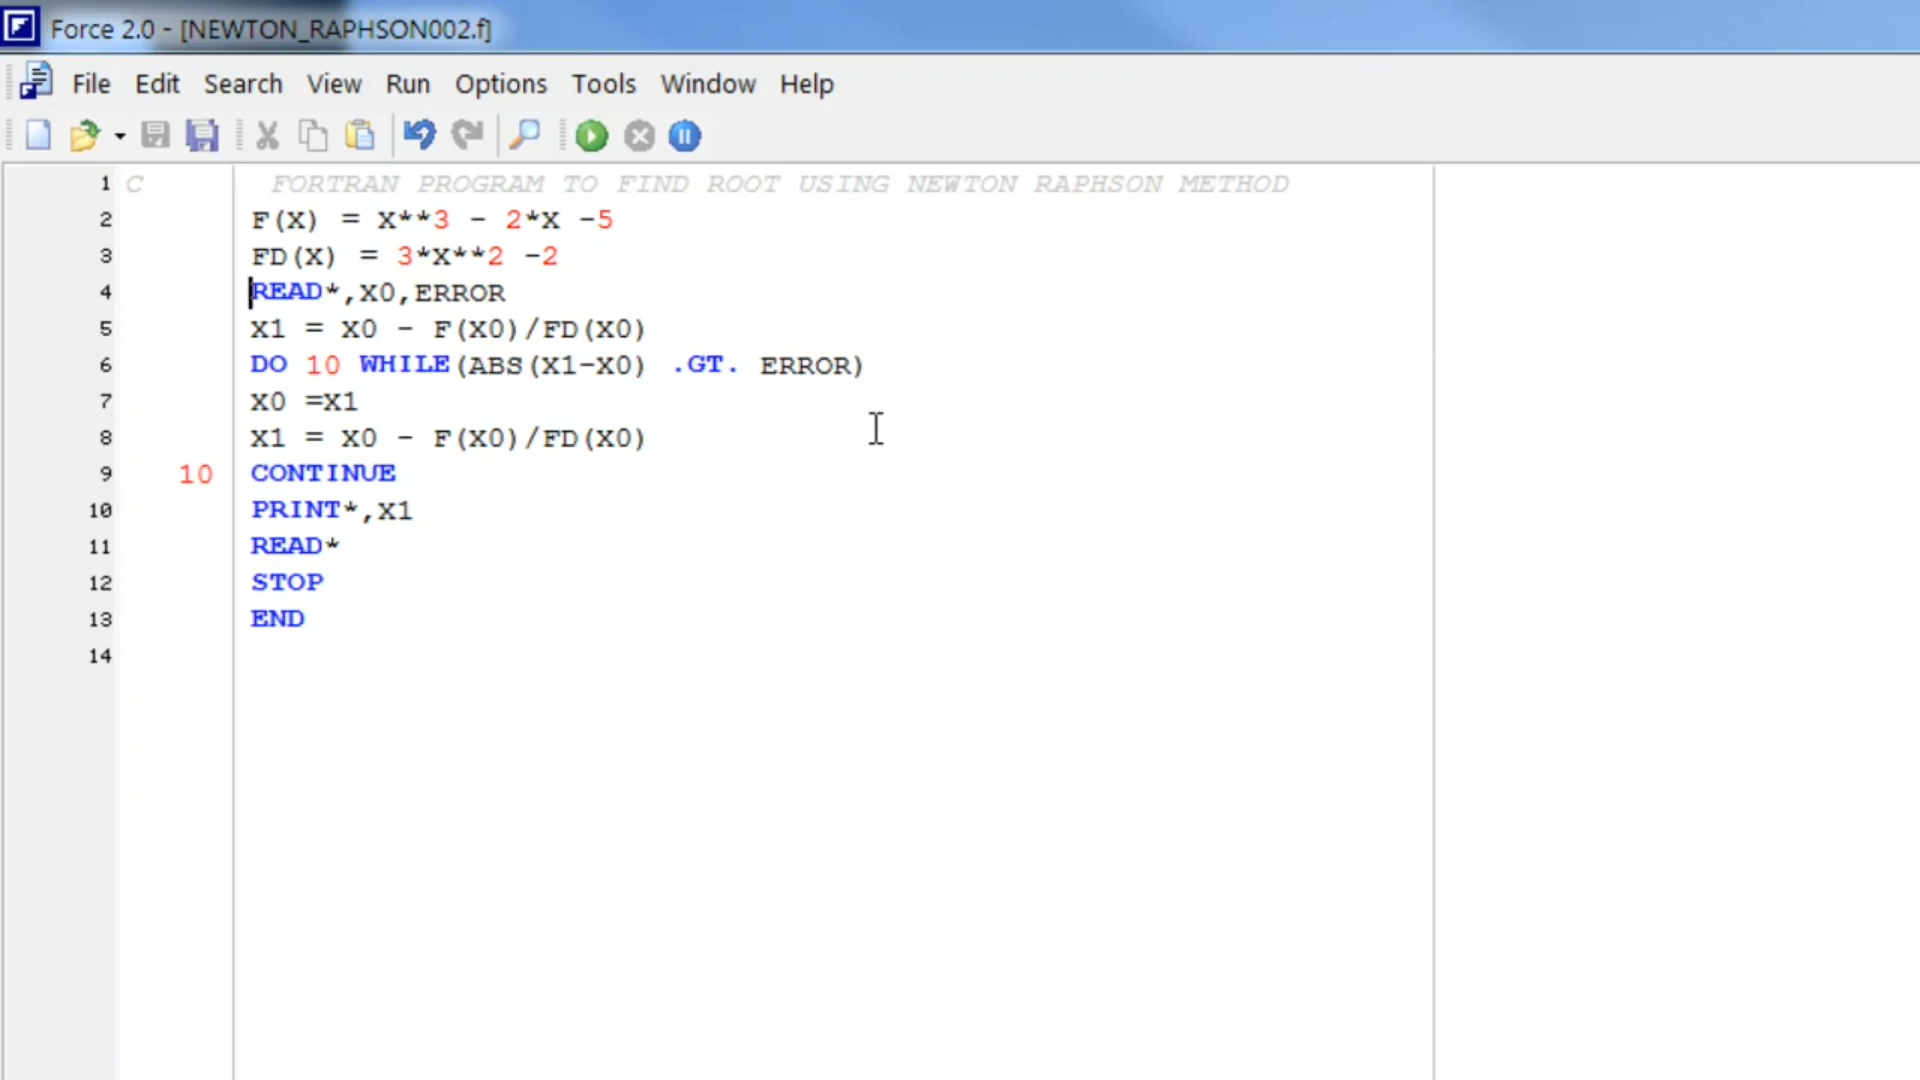 Force 2.0 - [NEWTON_RAPHSON002.f]
File Edit Search View Run Options Tools Window Help
1 C FORTRAN PROGRAM TO FIND ROOT USING NEWTON RAPHSON METHOD
2 F(X) = X**3 - 2*X -5
3 FD(X) = 3*X**2 -2
4 READ*,X0,ERROR
5 X1 = X0 - F(X0)/FD(X0)
6 DO 10 WHILE(ABS(X1-X0) .GT. ERROR)
7 X0 =X1
8 X1 = X0 - F(X0)/FD(X0)
9 10 CONTINUE
10 PRINT*,X1
11 READ*
12 STOP
13 END
14